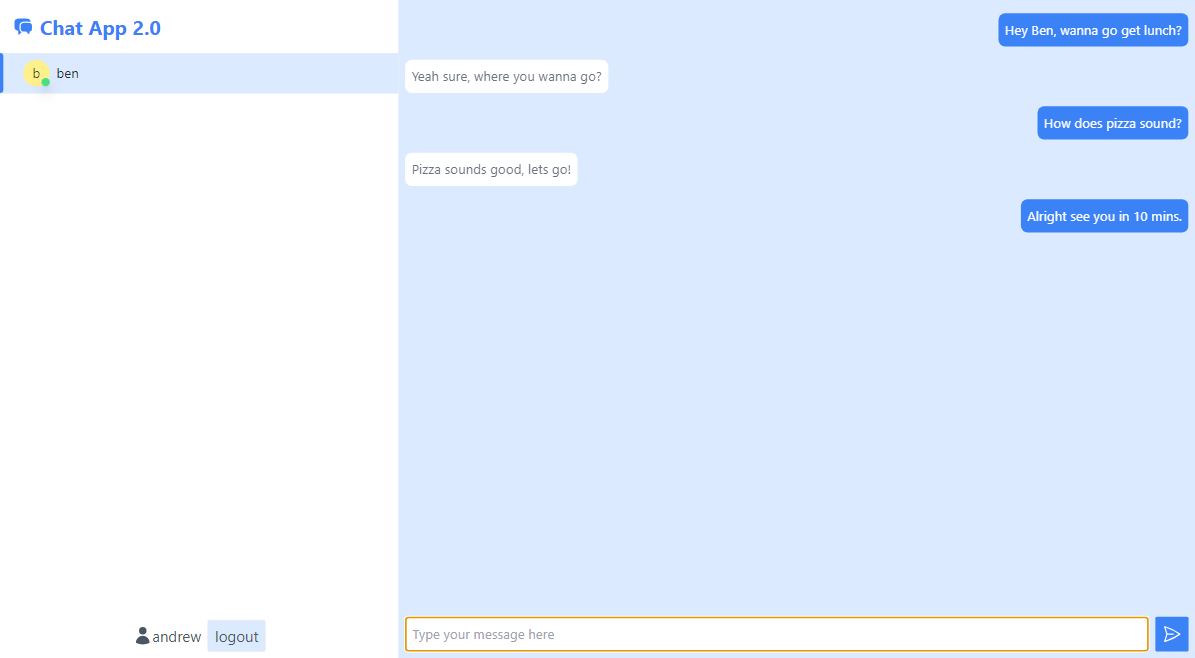 Chat App 2.0
b ben
Hey Ben, wanna go get lunch?
Yeah sure, where you wanna go?
How does pizza sound?
Pizza sounds good, lets go!
Alright see you in 10 mins.
andrew logout
Type your message here